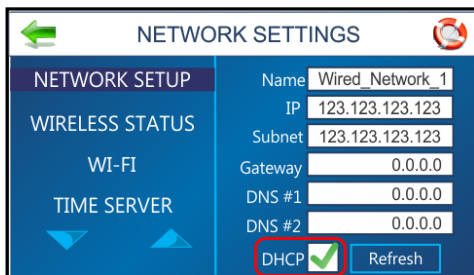 NETWORK SETTINGS
NETWORK SETUP
WIRELESS STATUS
WI-FI
TIME SERVER
Name Wired_Network_1
IP 123.123.123.123
Subnet 123.123.123.123
Gateway 0.0.0.0
DNS #1 0.0.0.0
DNS #2 0.0.0.0
DHCP Refresh